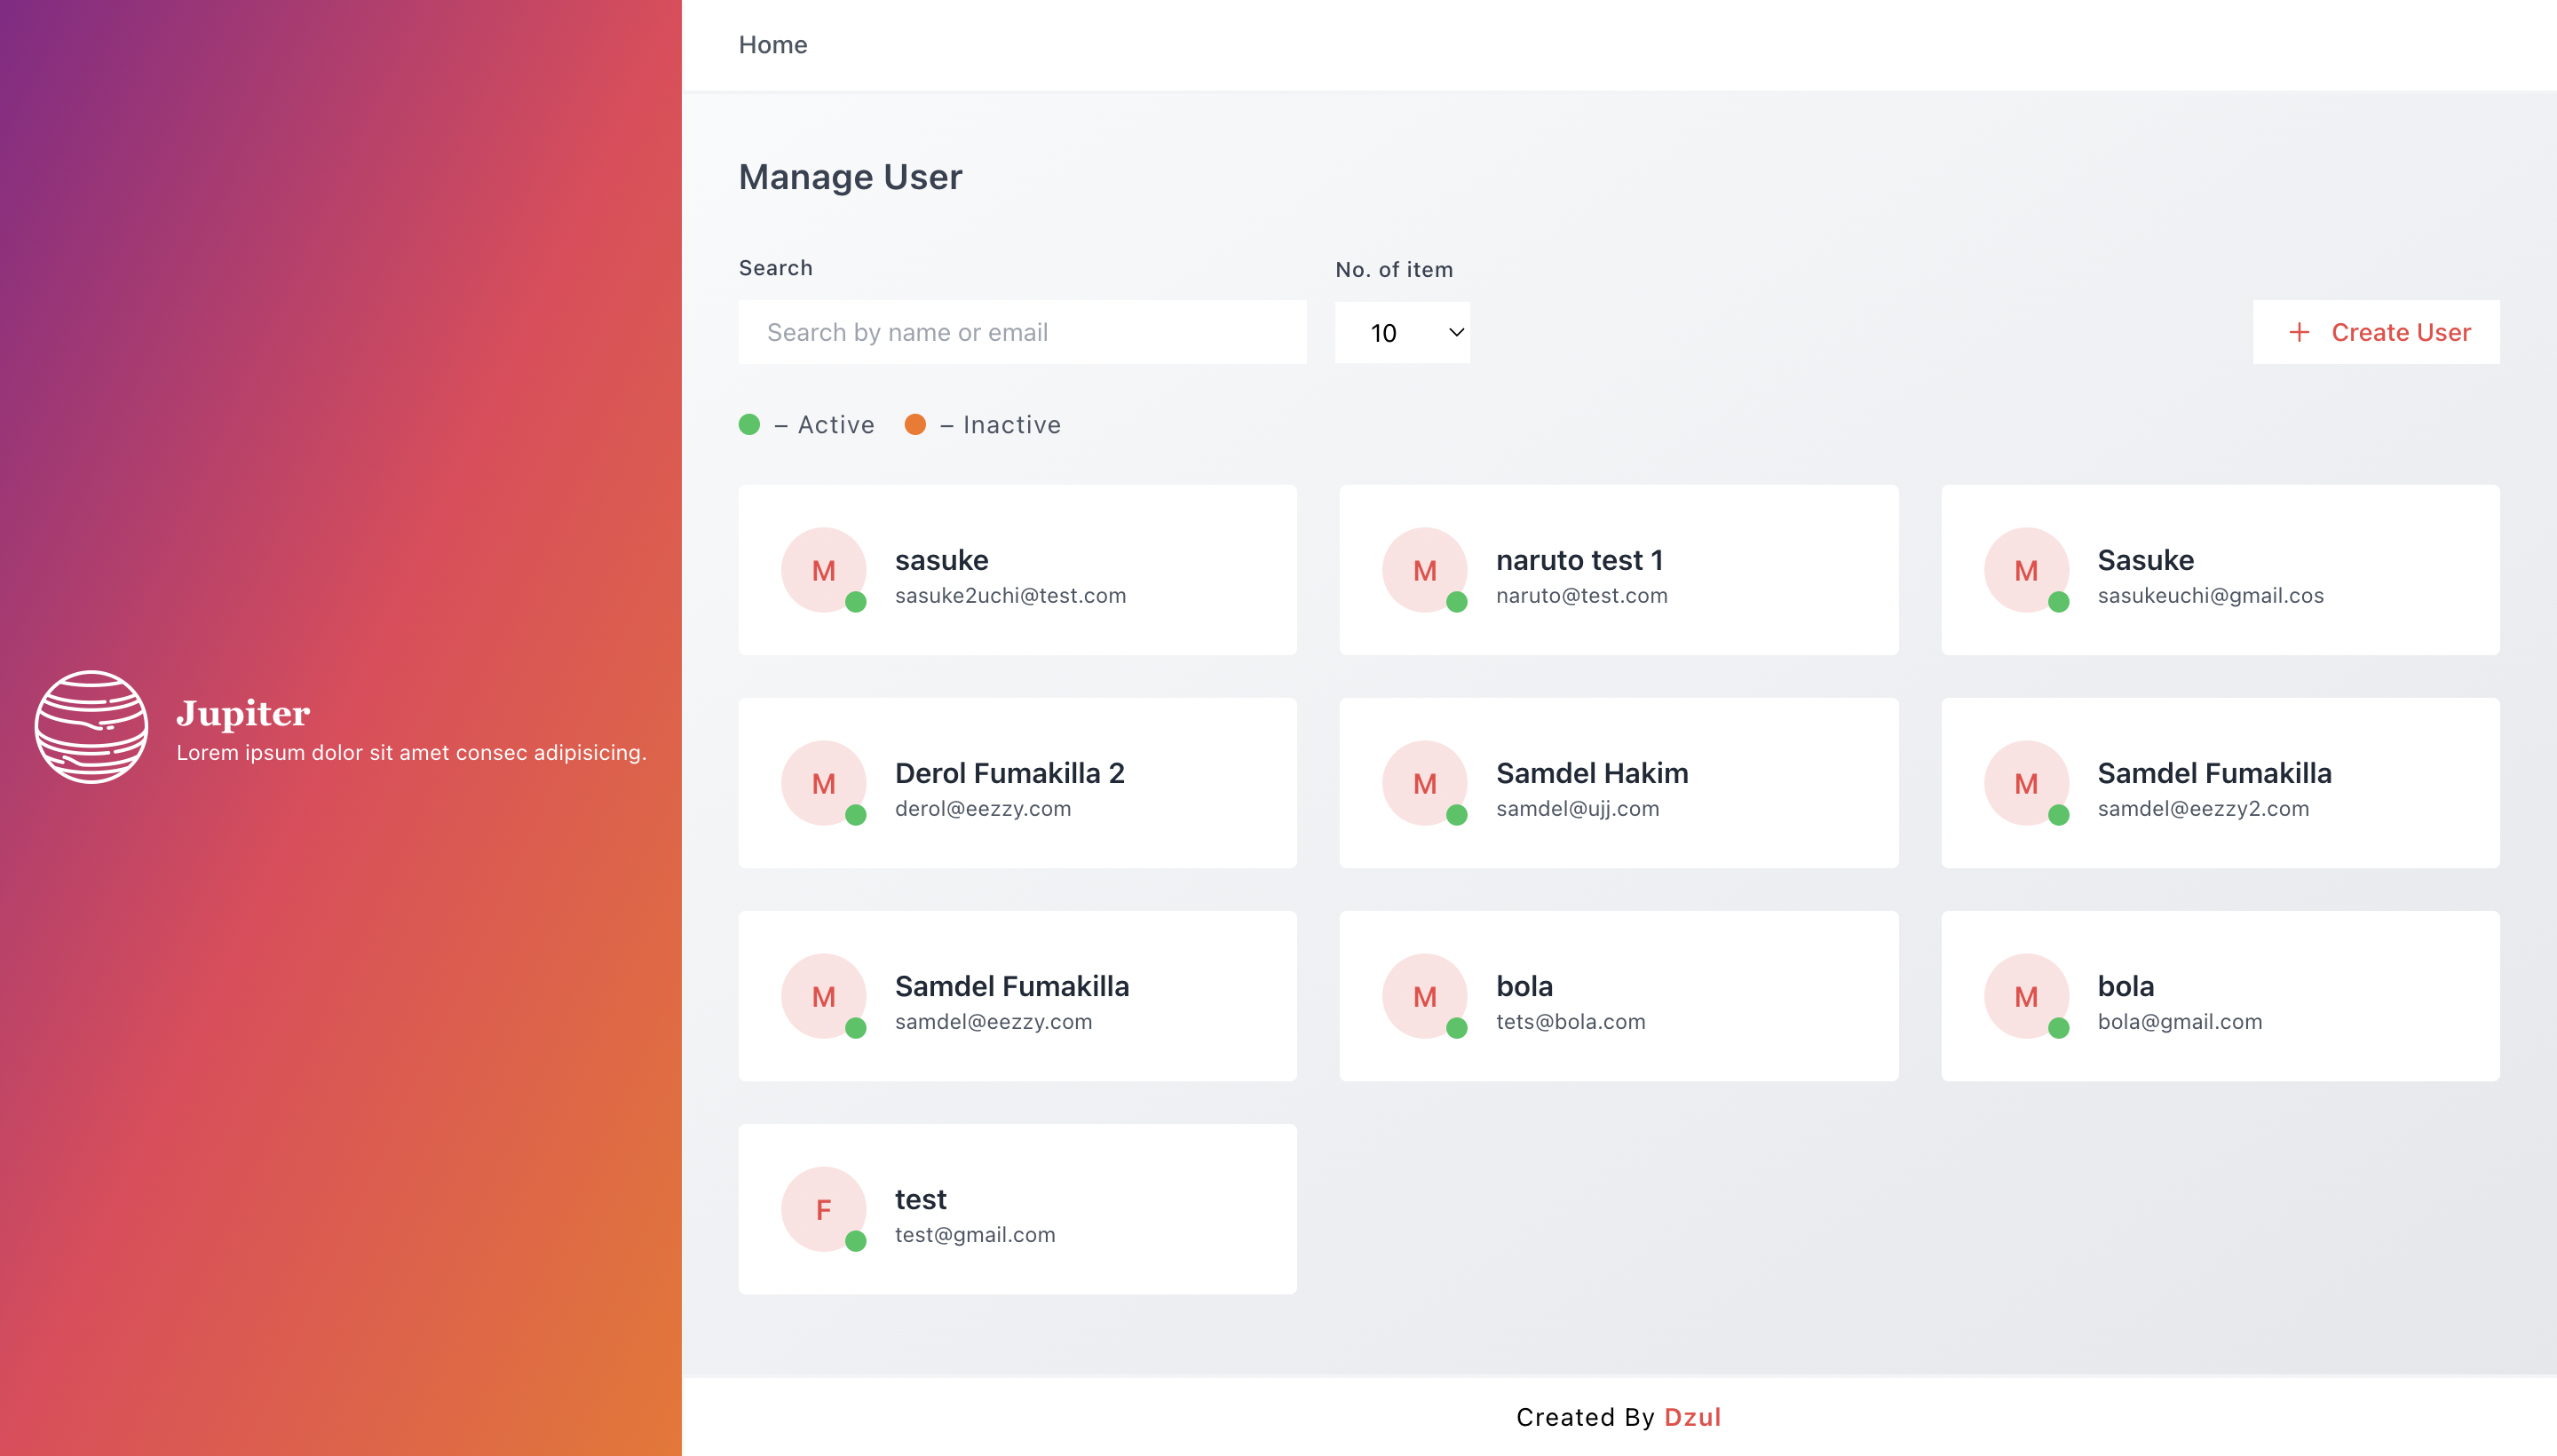 Home
Manage User
Search
No. of item
Search by name or email
10
+ Create User
– Active
– Inactive
M
sasuke
sasuke2uchi@test.com
M
naruto test 1
naruto@test.com
M
Sasuke
sasukeuchi@gmail.cos
Jupiter
Lorem ipsum dolor sit amet consec adipisicing.
M
Derol Fumakilla 2
derol@eezzy.com
M
Samdel Hakim
samdel@ujj.com
M
Samdel Fumakilla
samdel@eezzy2.com
M
Samdel Fumakilla
samdel@eezzy.com
M
bola
tets@bola.com
M
bola
bola@gmail.com
F
test
test@gmail.com
Created By Dzul